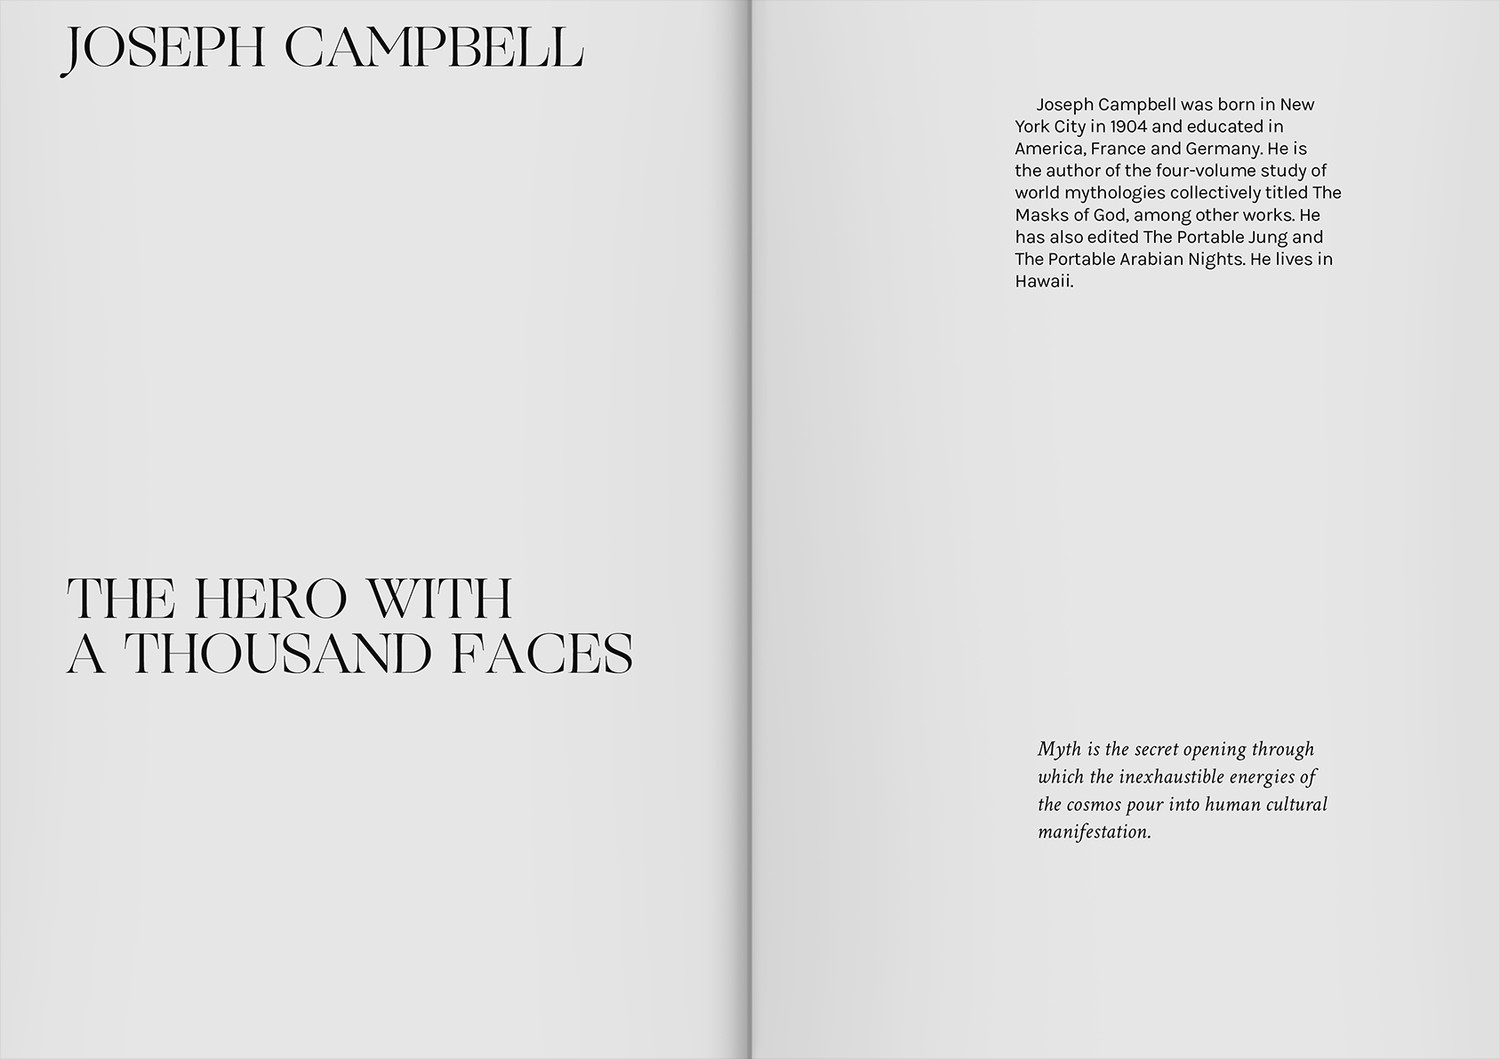 JOSEPH CAMPBELL
THE HERO WITH
A THOUSAND FACES
Joseph Campbell was born in New
York City in 1904 and educated in
America, France and Germany. He is
the author of the four-volume study of
world mythologies collectively titled The
Masks of God, among other works. He
has also edited The Portable Jung and
The Portable Arabian Nights. He lives in
Hawaii.
Myth is the secret opening through
which the inexhaustible energies of
the cosmos pour into human cultural
manifestation.